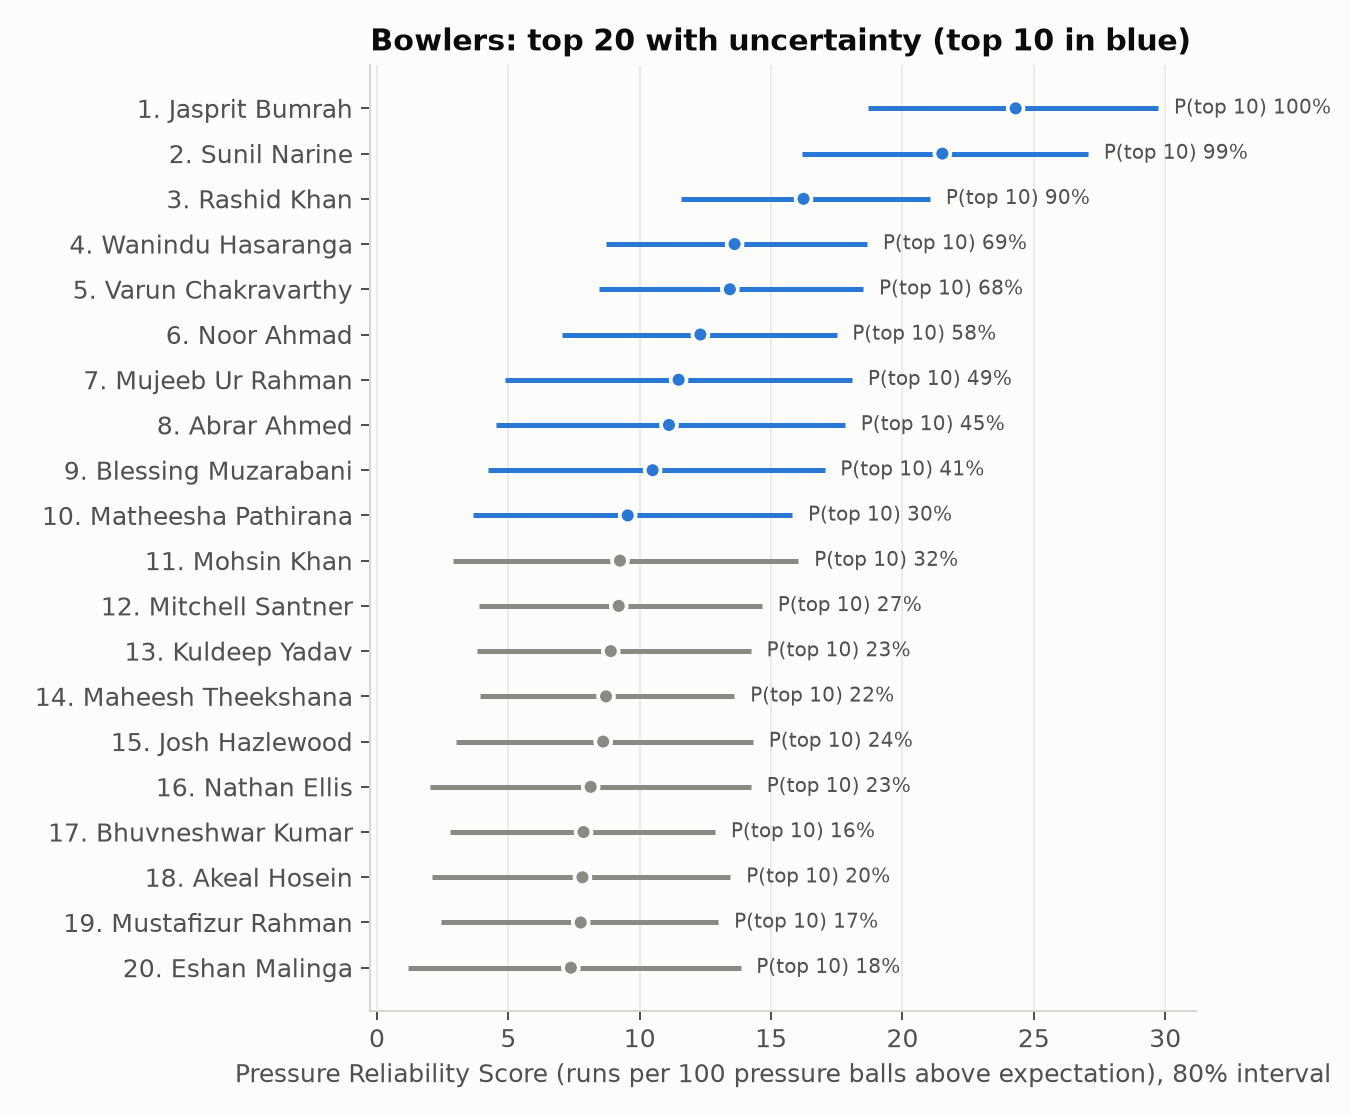 Bowlers: top 20 with uncertainty (top 10 in blue)
1. Jasprit Bumrah P(top 10) 100%
2. Sunil Narine P(top 10) 99%
3. Rashid Khan P(top 10) 90%
4. Wanindu Hasaranga P(top 10) 69%
5. Varun Chakravarthy P(top 10) 68%
6. Noor Ahmad P(top 10) 58%
7. Mujeeb Ur Rahman P(top 10) 49%
8. Abrar Ahmed P(top 10) 45%
9. Blessing Muzarabani P(top 10) 41%
10. Matheesha Pathirana P(top 10) 30%
11. Mohsin Khan P(top 10) 32%
12. Mitchell Santner P(top 10) 27%
13. Kuldeep Yadav P(top 10) 23%
14. Maheesh Theekshana P(top 10) 22%
15. Josh Hazlewood P(top 10) 24%
16. Nathan Ellis P(top 10) 23%
17. Bhuvneshwar Kumar P(top 10) 16%
18. Akeal Hosein P(top 10) 20%
19. Mustafizur Rahman P(top 10) 17%
20. Eshan Malinga P(top 10) 18%
0 5 10 15 20 25 30
Pressure Reliability Score (runs per 100 pressure balls above expectation), 80% interval